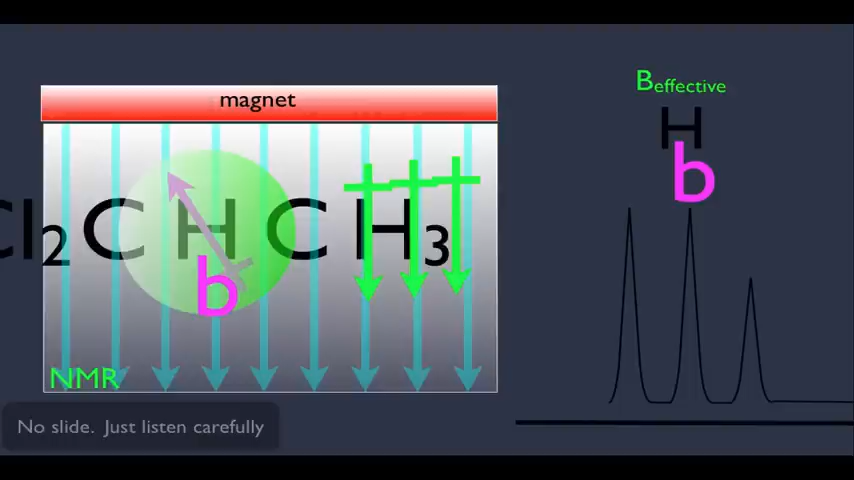 magnet
Beffective
H
b
Cl2CHCH3
b
NMR
No slide. Just listen carefully